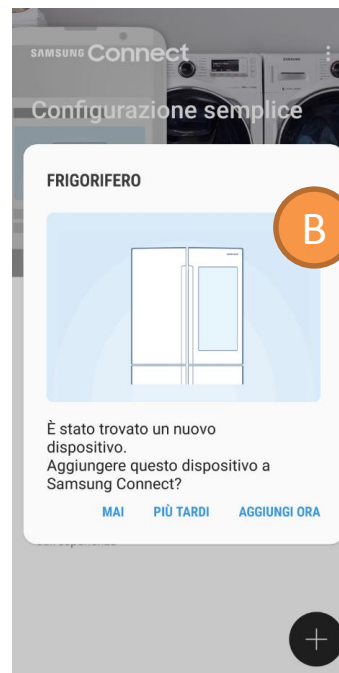 SAMSUNG Connect
Configurazione semplice
FRIGORIFERO
B
È stato trovato un nuovo
dispositivo.
Aggiungere questo dispositivo a
Samsung Connect?
MAI PIÙ TARDI AGGIUNGI ORA